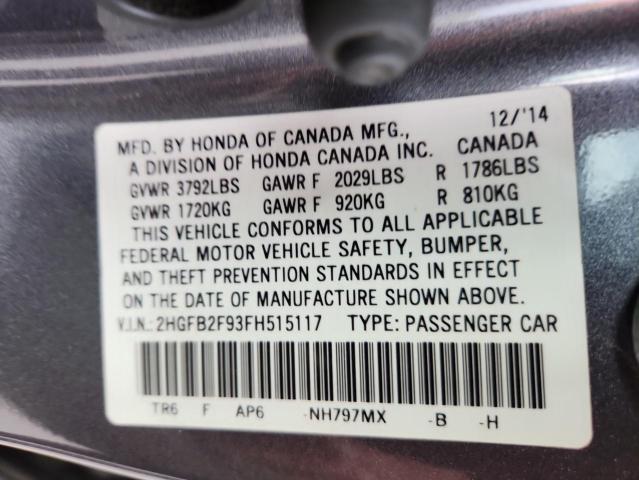 12/'14
MFD. BY HONDA OF CANADA MFG.,
A DIVISION OF HONDA CANADA INC. CANADA
GVWR 3792LBS GAWR F 2029LBS R 1786LBS
GVWR 1720KG GAWR F 920KG R 810KG
THIS VEHICLE CONFORMS TO ALL APPLICABLE
FEDERAL MOTOR VEHICLE SAFETY, BUMPER,
AND THEFT PREVENTION STANDARDS IN EFFECT
ON THE DATE OF MANUFACTURE SHOWN ABOVE.
V.I.N.: 2HGFB2F93FH515117 TYPE: PASSENGER CAR
TR6 F AP6 -NH797MX -B -H